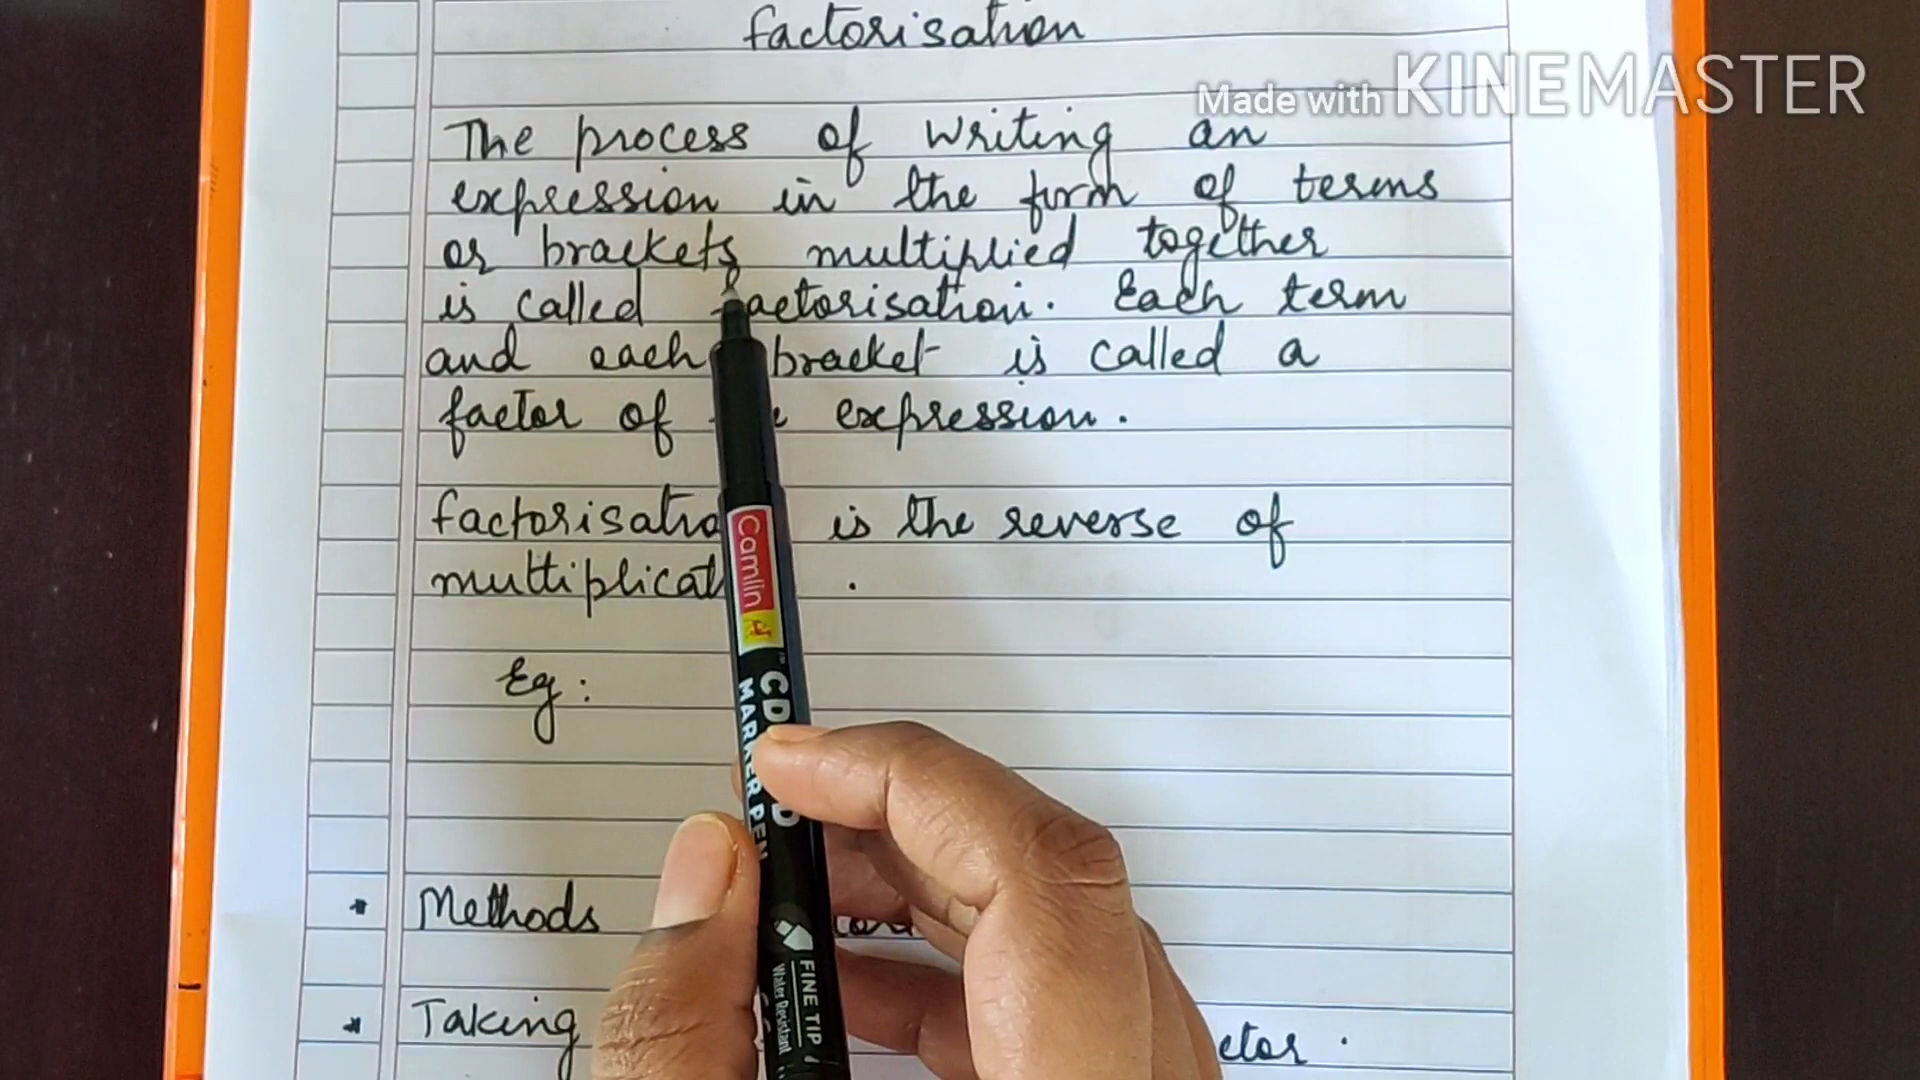 factorisation
Made with KINEMASTER
The process of writing an
expression in the form of terms
or brackets multiplied together
is called factorisation. Each term
and each bracket is called a
factor of expression.
is the reverse of
Eg:
* Methods
* Taking
Camlin
MARKER PEN
FINE TIP
Water Resistant